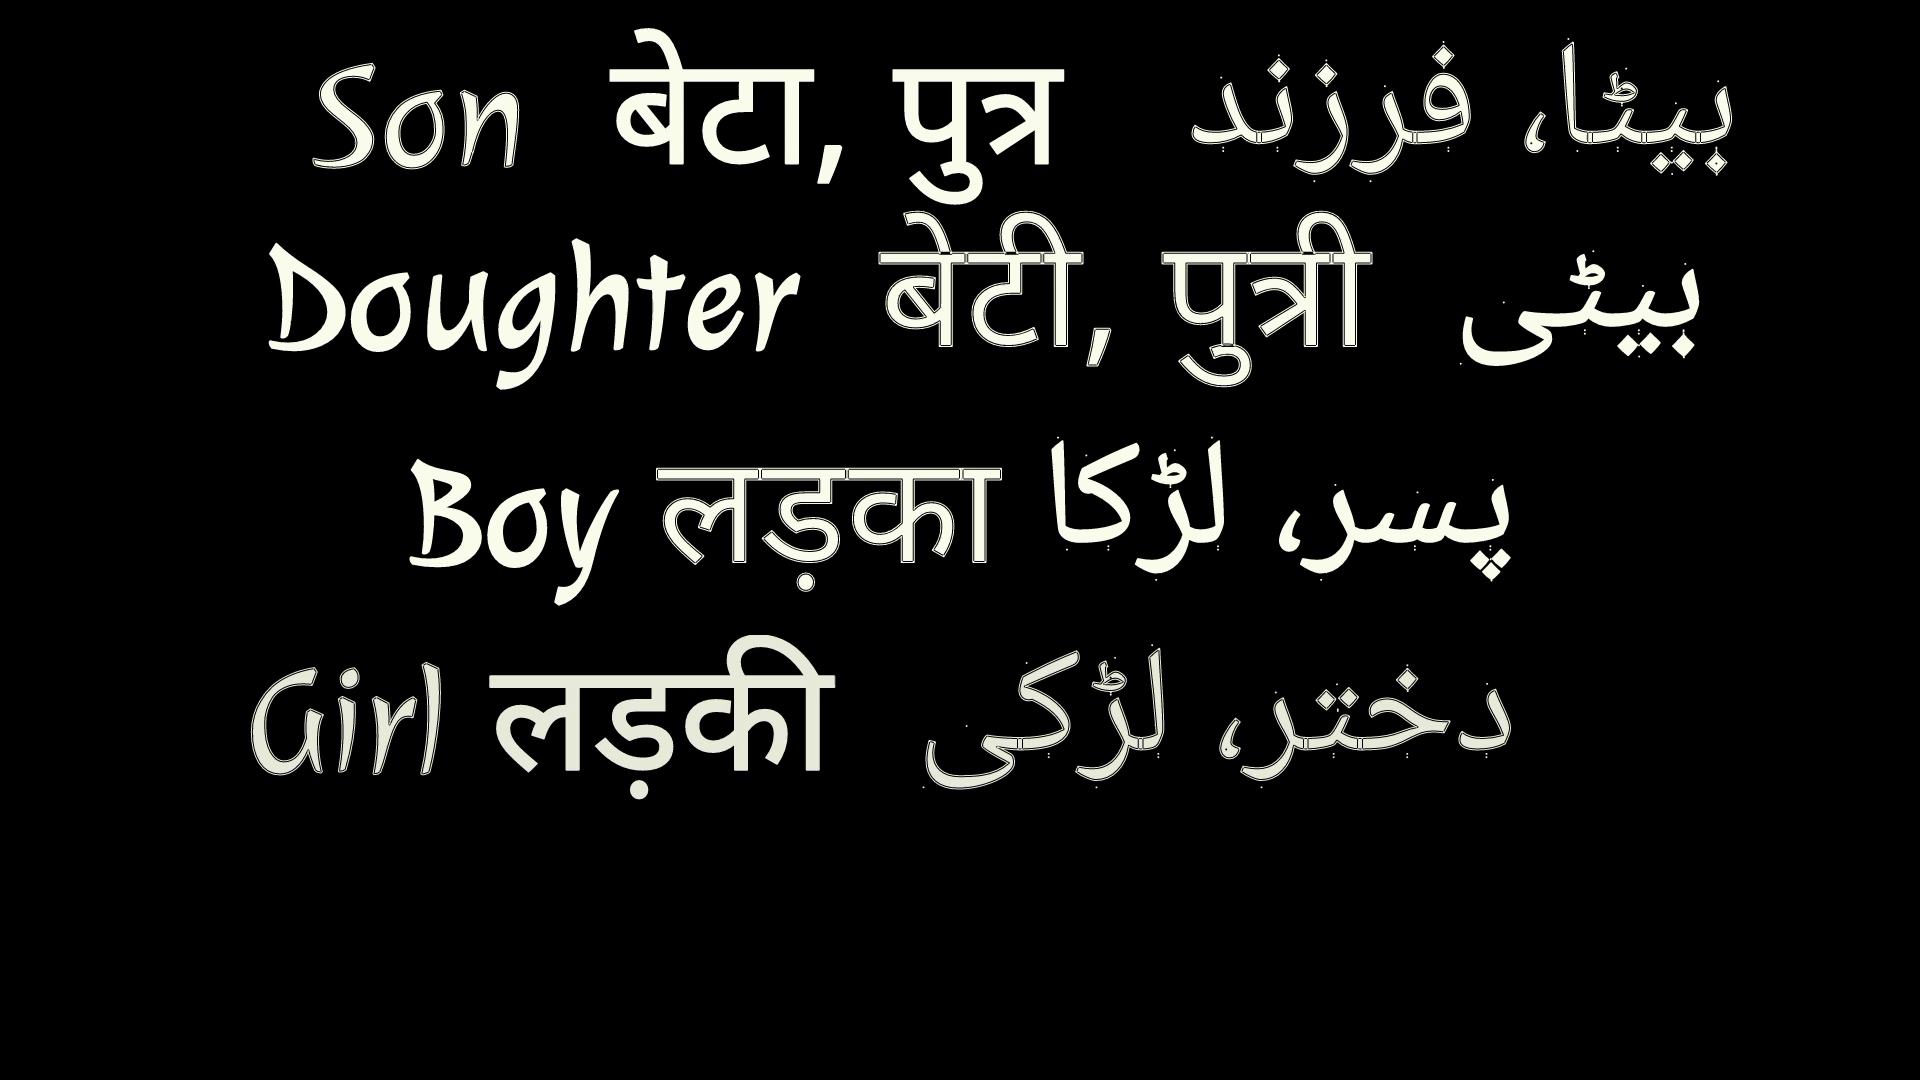 Son बेटा, पुत्र بیٹا، فرزند
Doughter बेटी, पुत्री بیٹی
Boy लड़का پسر، لڑکا
Girl लड़की دختر، لڑکی